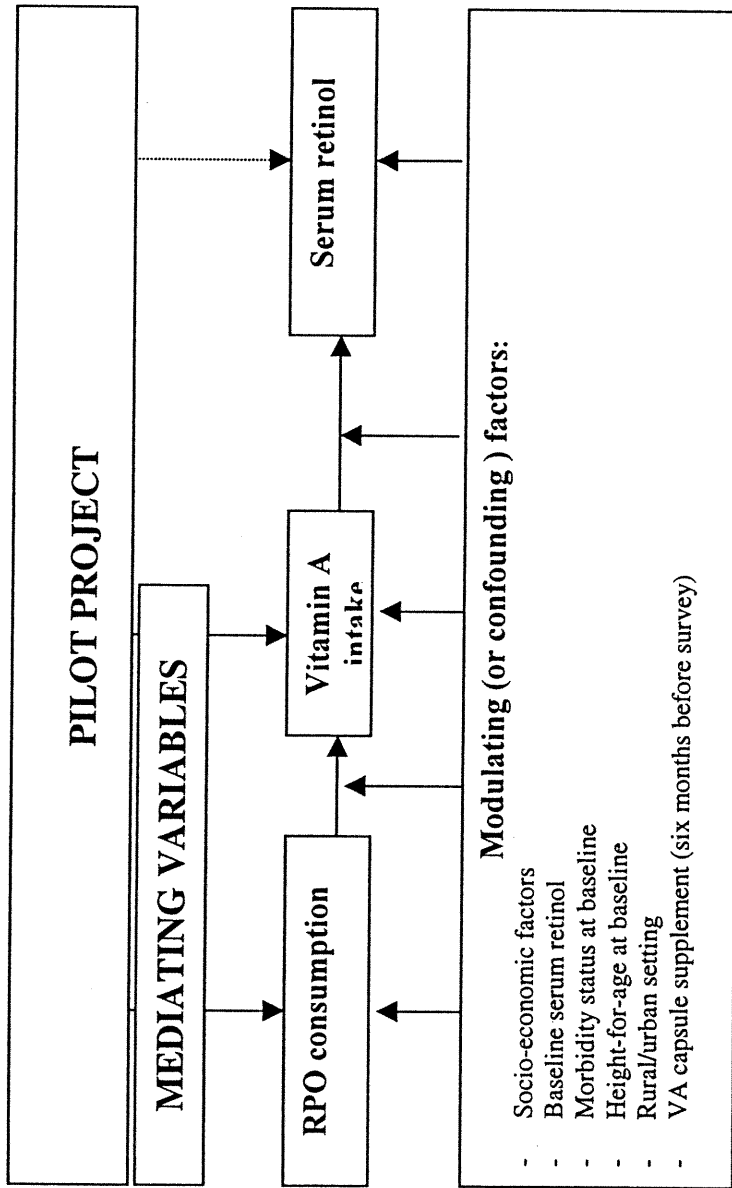 PILOT PROJECT
MEDIATING VARIABLES
RPO consumption
Vitamin A
intake
Serum retinol
Modulating (or confounding ) factors:
- Socio-economic factors
- Baseline serum retinol
- Morbidity status at baseline
- Height-for-age at baseline
- Rural/urban setting
- VA capsule supplement (six months before survey)